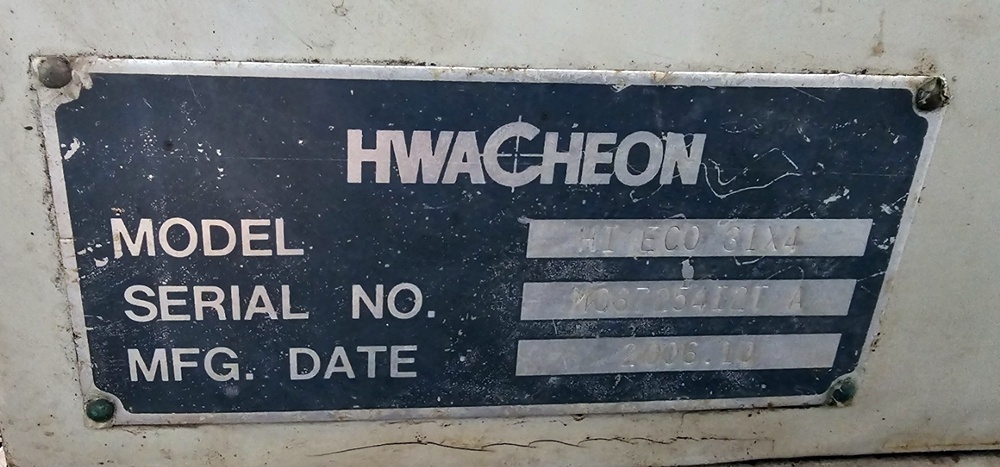 HWACHEON
MODEL HI ECO 31X4
SERIAL NO.
MFG. DATE 2006.10